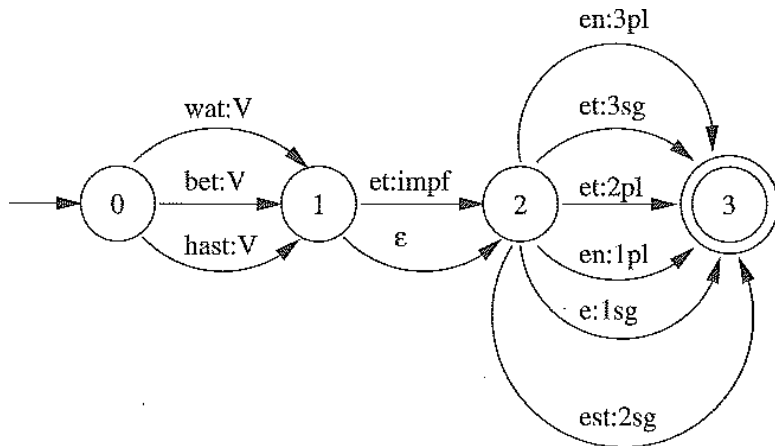 en:3pl
wat:V
et:3sg
0
bet:V
1
et:impf
2
et:2pl
3
hast:V
ε
en:1pl
e:1sg
est:2sg